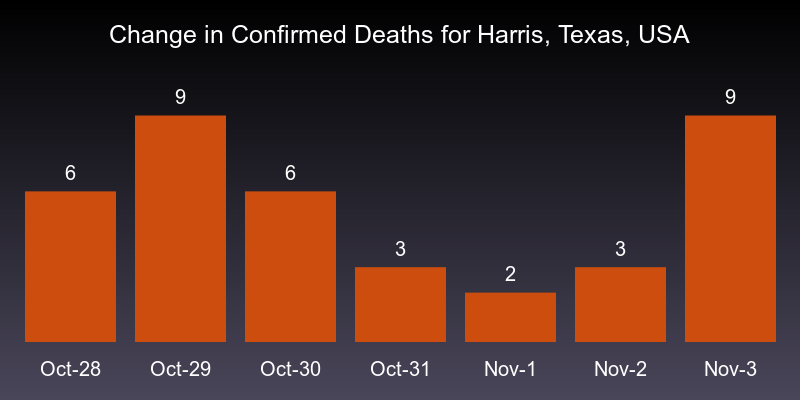 Change in Confirmed Deaths for Harris, Texas, USA
6
9
6
3
2
3
9
Oct-28
Oct-29
Oct-30
Oct-31
Nov-1
Nov-2
Nov-3